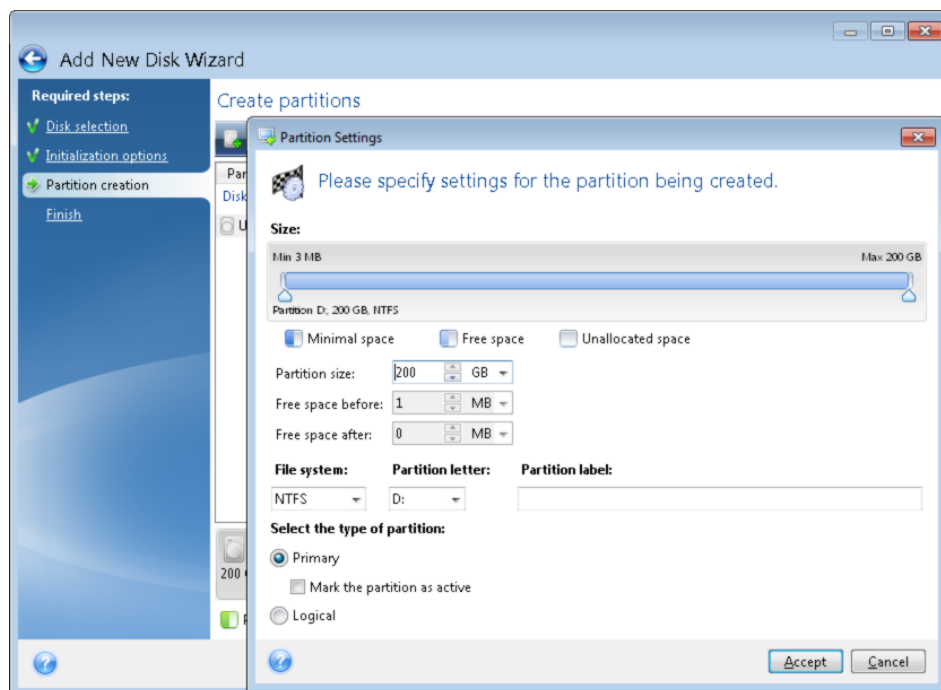 Add New Disk Wizard
Required steps:
Create partitions
Disk selection
Initialization options
Partition creation
Finish
Partition Settings
Please specify settings for the partition being created.
Size:
Min 3 MB Max 200 GB
Partition D:, 200 GB, NTFS
Minimal space Free space Unallocated space
Partition size: 200 GB
Free space before: 1 MB
Free space after: 0 MB
File system: Partition letter: Partition label:
NTFS D:
Select the type of partition:
Primary
Mark the partition as active
Logical
Accept Cancel
Par
Disk
U
200